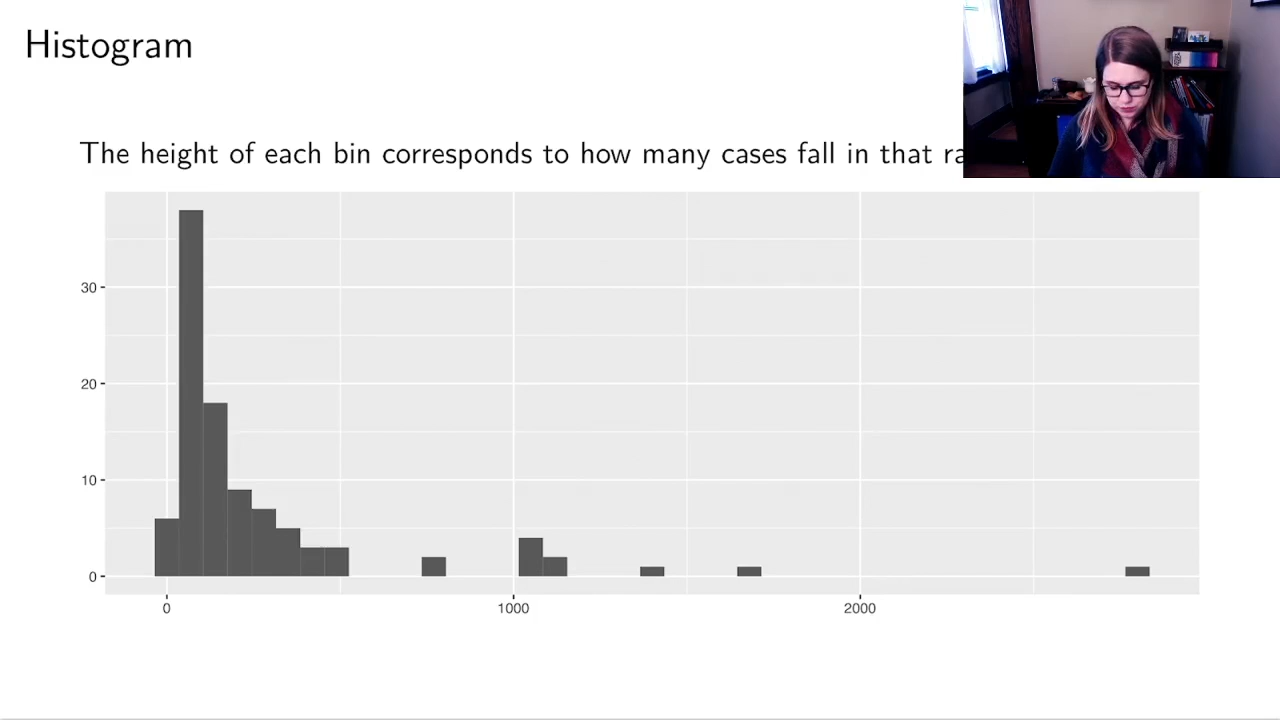 Histogram
The height of each bin corresponds to how many cases fall in that
30
20
10
0
0 1000 2000